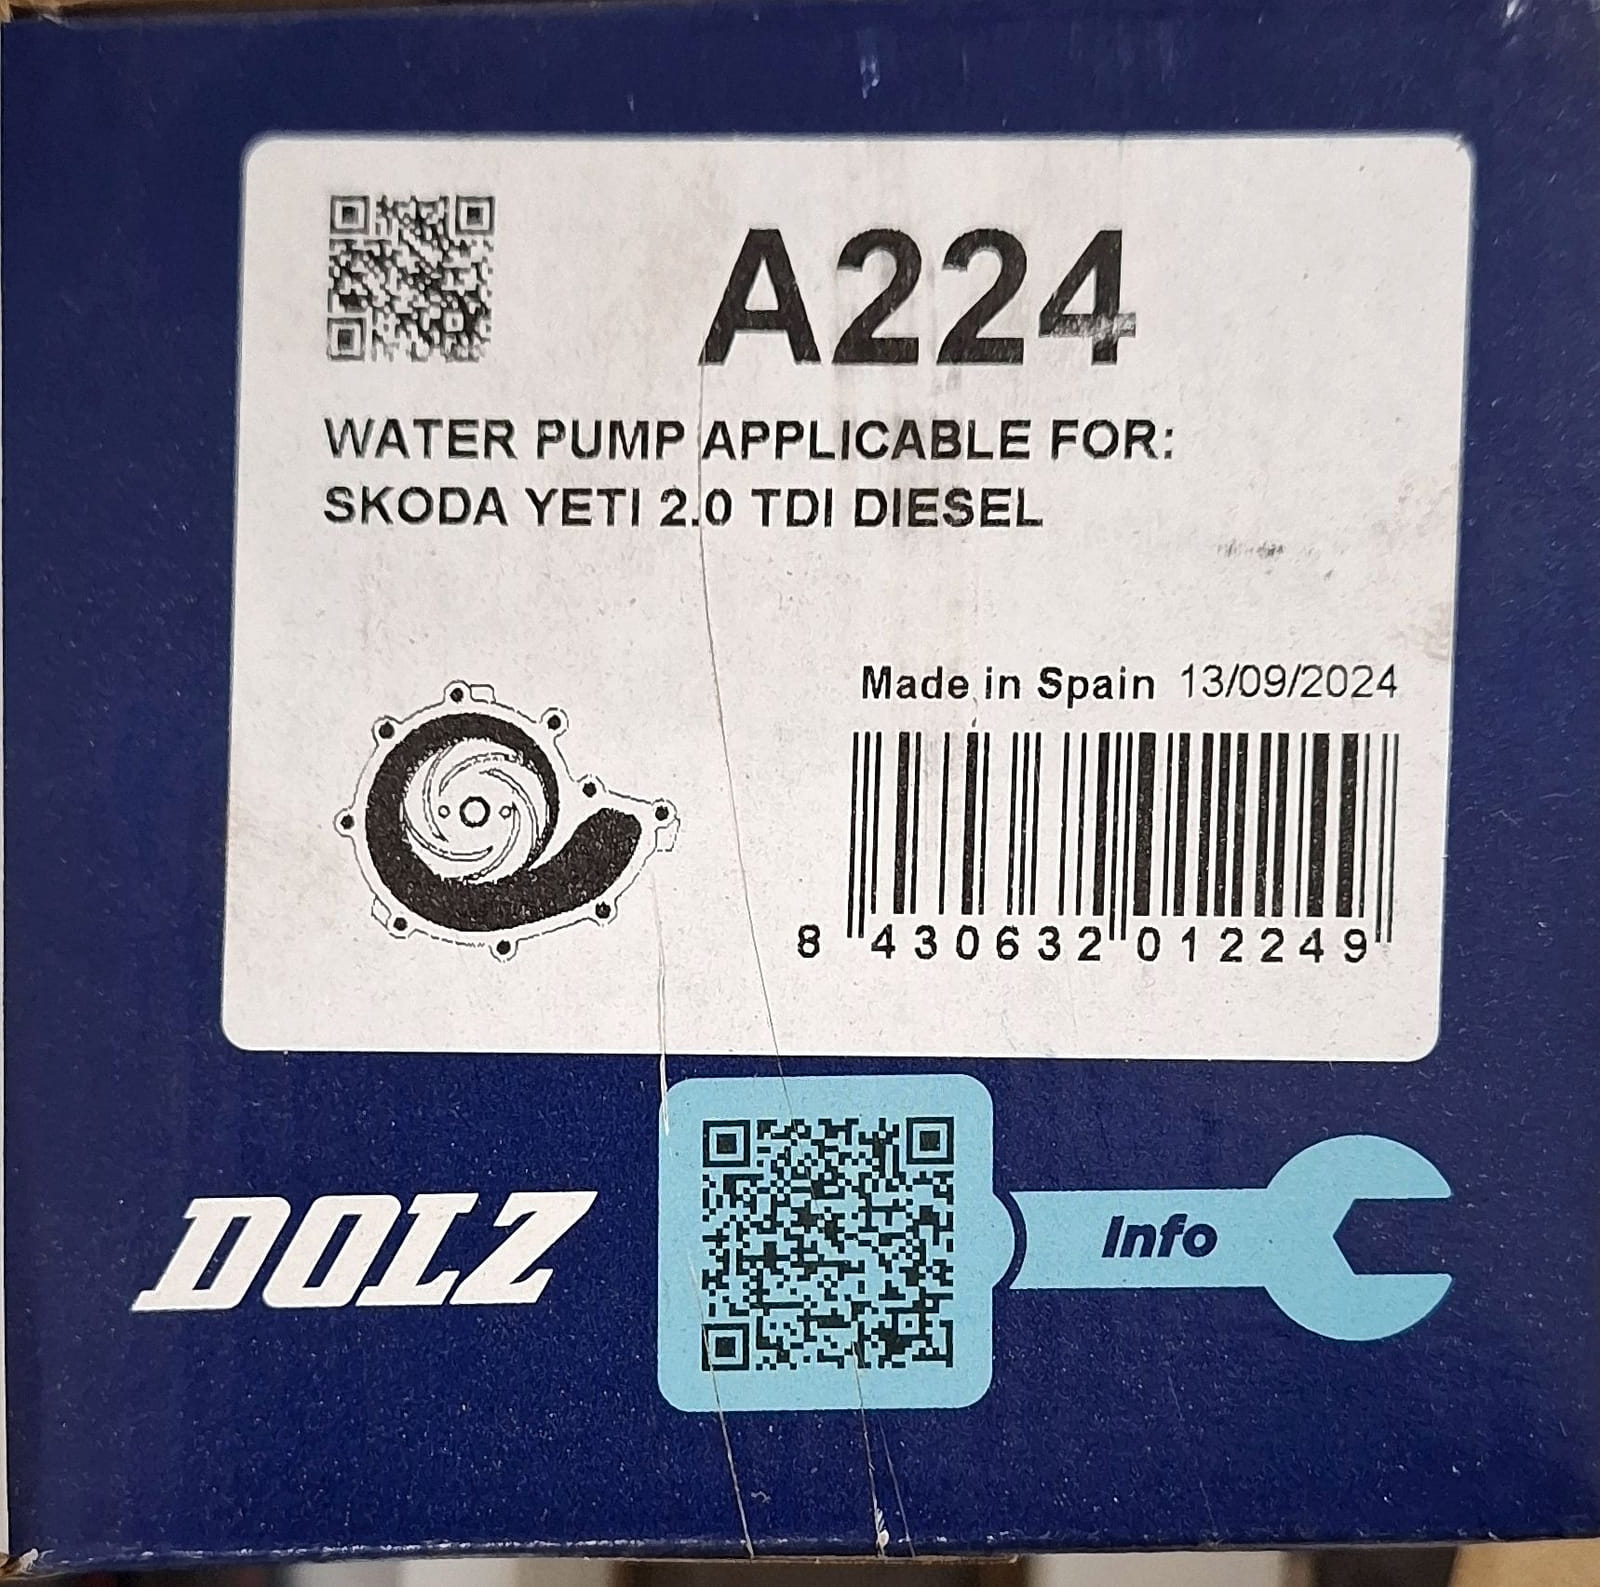 A224
WATER PUMP APPLICABLE FOR:
SKODA YETI 2.0 TDI DIESEL
Made in Spain 13/09/2024
8 430632 012249
DOLZ
Info